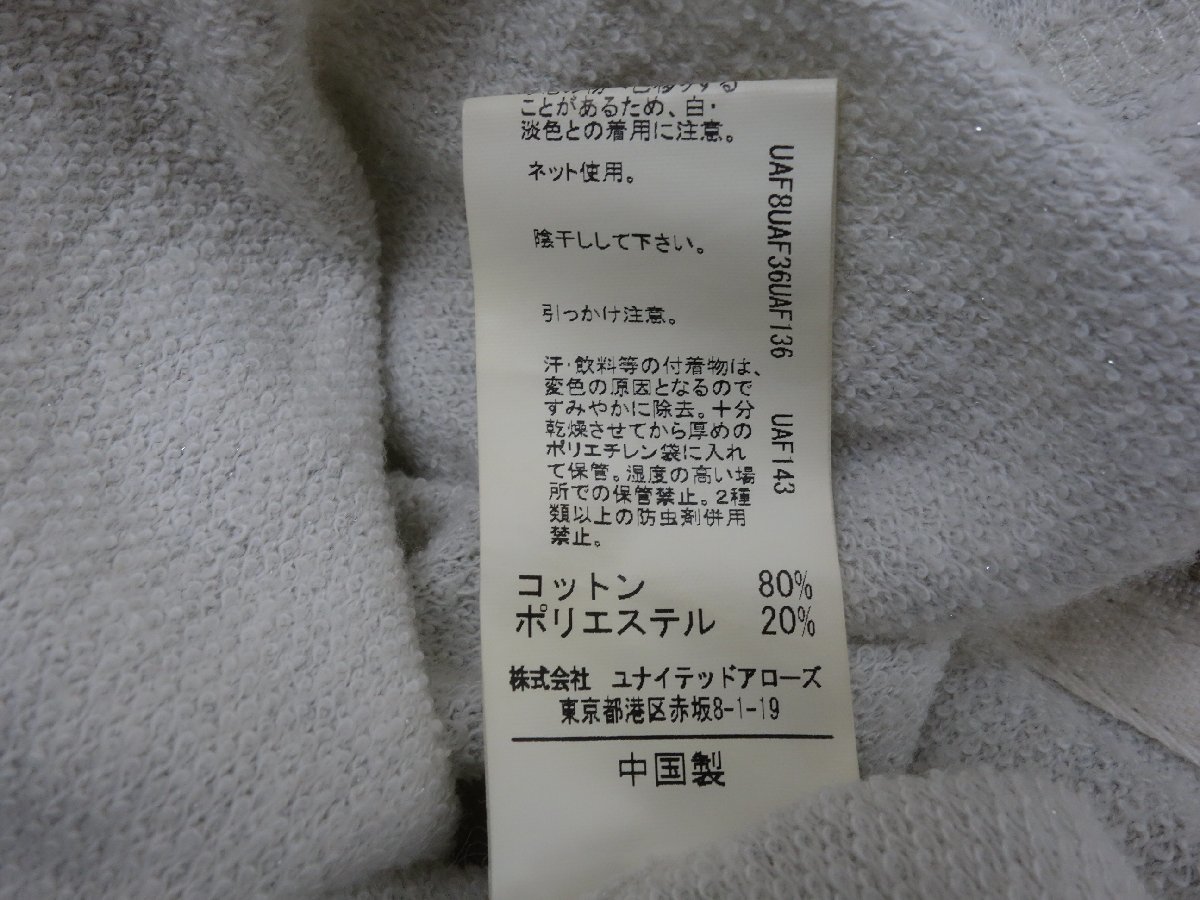 ことがあるため、白・
淡色との着用に注意。
ネット使用。
陰干しして下さい。
引っかけ注意。
汗・飲料等の付着物は、
変色の原因となるので
すみやかに除去。十分
乾燥させてから厚めの
ポリエチレン袋に入れ
て保管。湿度の高い場
所での保管禁止。2種
類以上の防虫剤併用
禁止。
コットン 80%
ポリエステル 20%
株式会社 ユナイテッドアローズ
東京都港区赤坂8-1-19
中国製
UAF8UAF36UAF136 UAF143